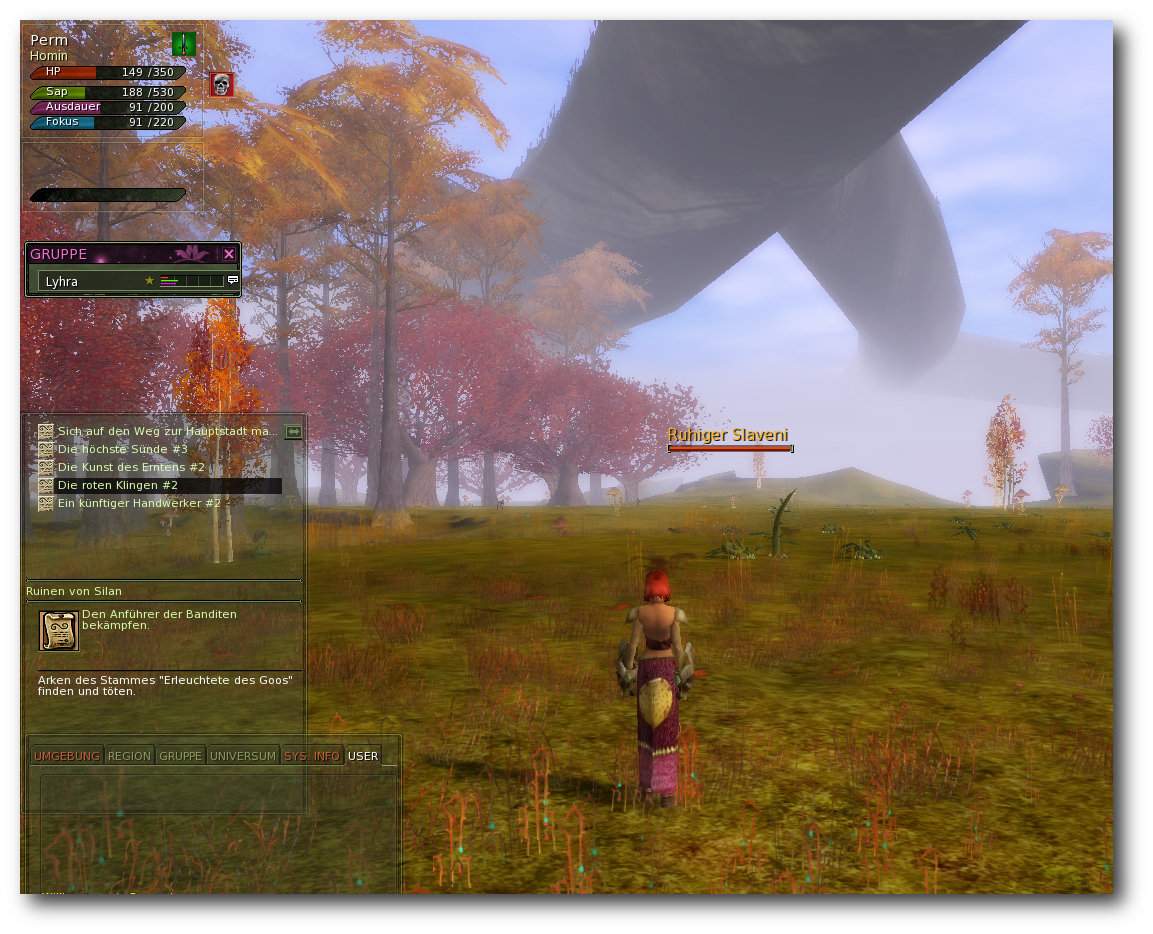 Perm
Homin
HP 149 /350
Sap 188 /530
Ausdauer 91 /200
Fokus 91 /220
GRUPPE
Lyhra
Runiger Slaveni
Sich auf den Weg zur Hauptstadt ma...
Die höchste Sünde #3
Die Kunst des Erntens #2
Die roten Klingen #2
Ein künftiger Handwerker #2
Ruinen von Silan
Den Anführer der Banditen
bekämpfen.
Arken des Stammes "Erleuchtete des Goos"
finden und töten.
UMGEBUNG REGION GRUPPE UNIVERSUM SYS. INFO USER